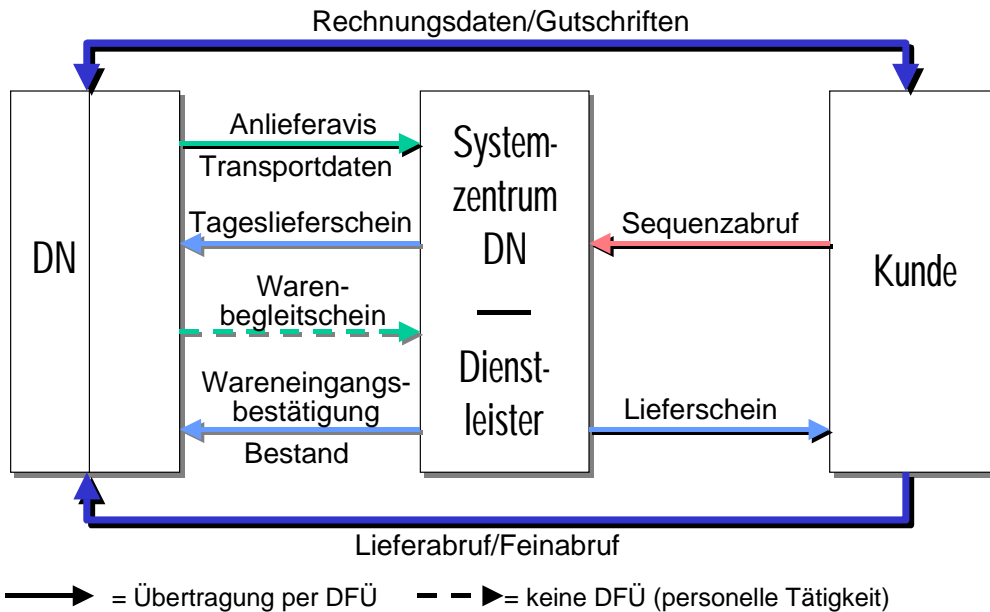 Rechnungsdaten/Gutschriften
DN
Anlieferavis
Transportdaten
Tageslieferschein
Waren-
begleitschein
Wareneingangs-
bestätigung
Bestand
System-
zentrum
DN
Dienst-
leister
Sequenzabruf
Lieferschein
Kunde
Lieferabruf/Feinabruf
= Übertragung per DFÜ
= keine DFÜ (personelle Tätigkeit)